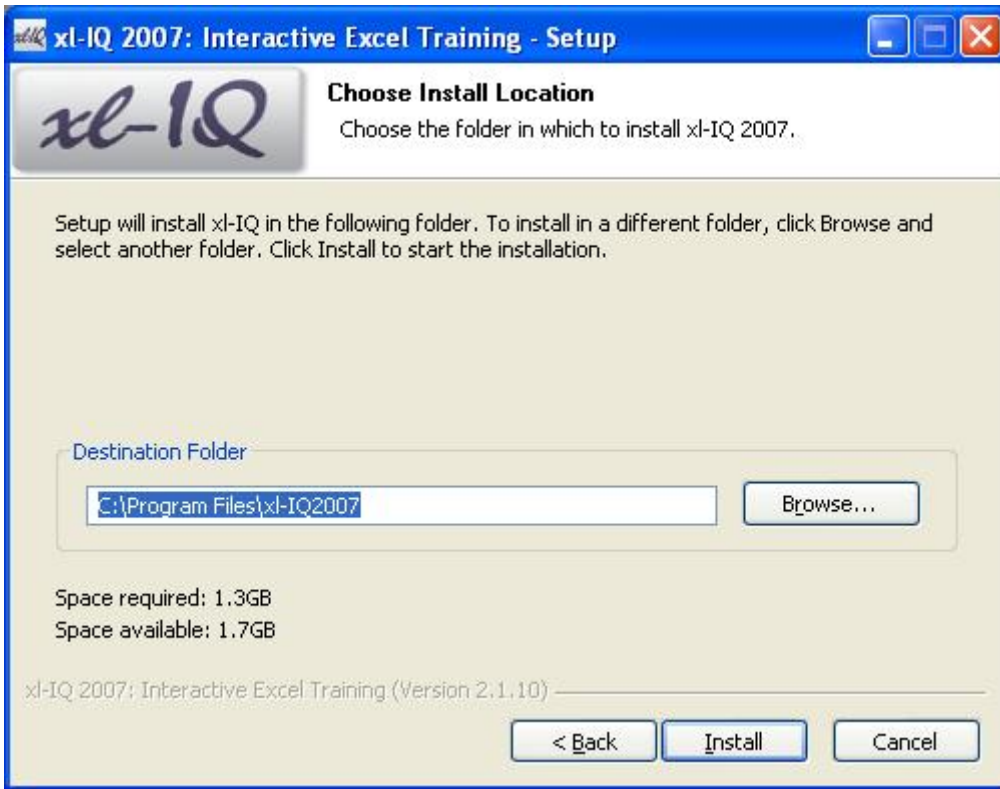 xl-IQ 2007: Interactive Excel Training - Setup
xl-IQ
Choose Install Location
Choose the folder in which to install xl-IQ 2007.
Setup will install xl-IQ in the following folder. To install in a different folder, click Browse and
select another folder. Click Install to start the installation.
Destination Folder
C:\Program Files\xl-IQ2007
Browse...
Space required: 1.3GB
Space available: 1.7GB
xl-IQ 2007: Interactive Excel Training (Version 2.1.10)
< Back Install Cancel